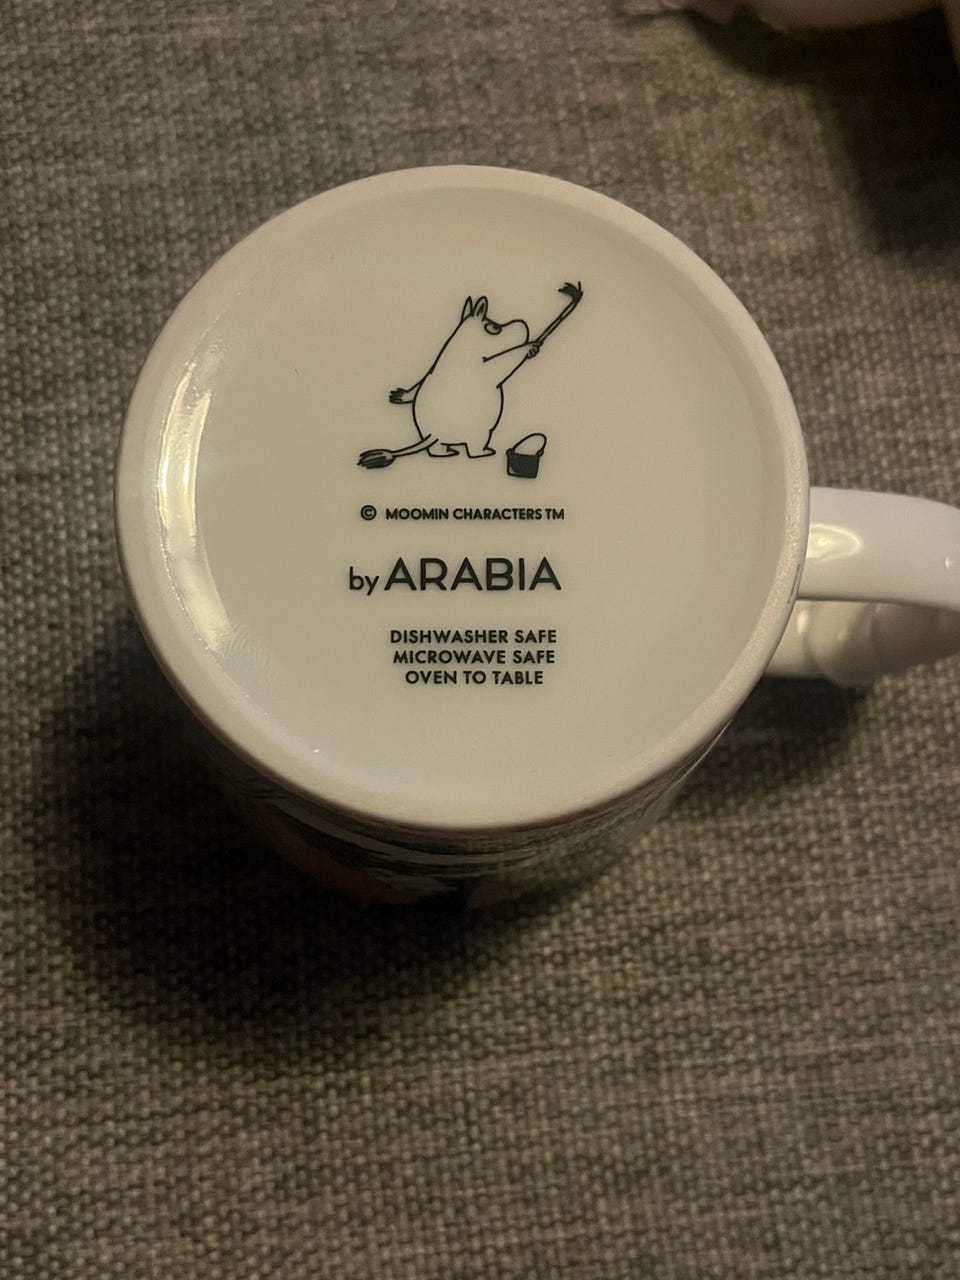 © MOOMIN CHARACTERS TM
by ARABIA
DISHWASHER SAFE
MICROWAVE SAFE
OVEN TO TABLE